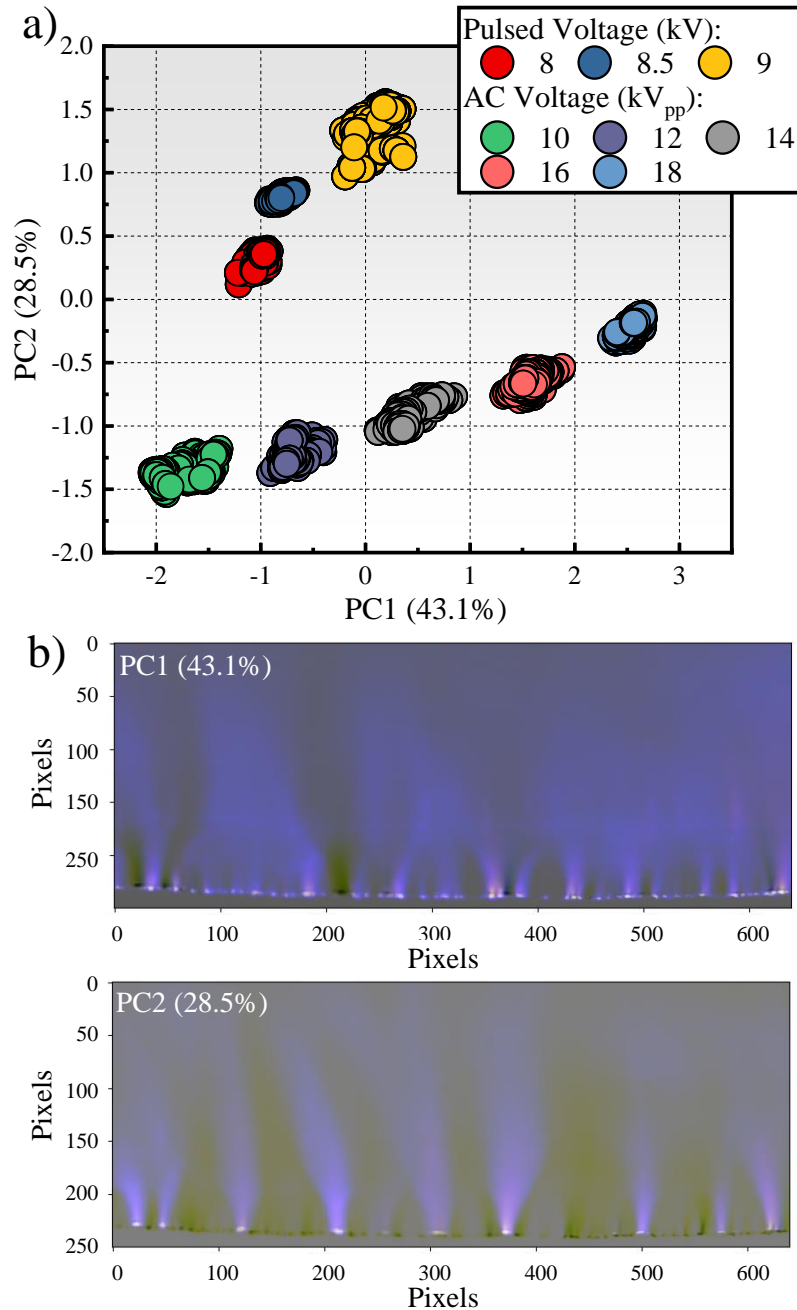 a)
Pulsed Voltage (kV):
8 8.5 9
AC Voltage (kVpp):
10 12 14
16 18
2.0
1.5
1.0
0.5
0.0
-0.5
-1.0
-1.5
-2.0
PC2 (28.5%)
-2 -1 0 1 2 3
PC1 (43.1%)
b)
PC1 (43.1%)
0
50
100
150
250
Pixels
0 100 200 300 400 500 600
Pixels
PC2 (28.5%)
0
50
100
150
200
250
Pixels
0 100 200 300 400 500 600
Pixels